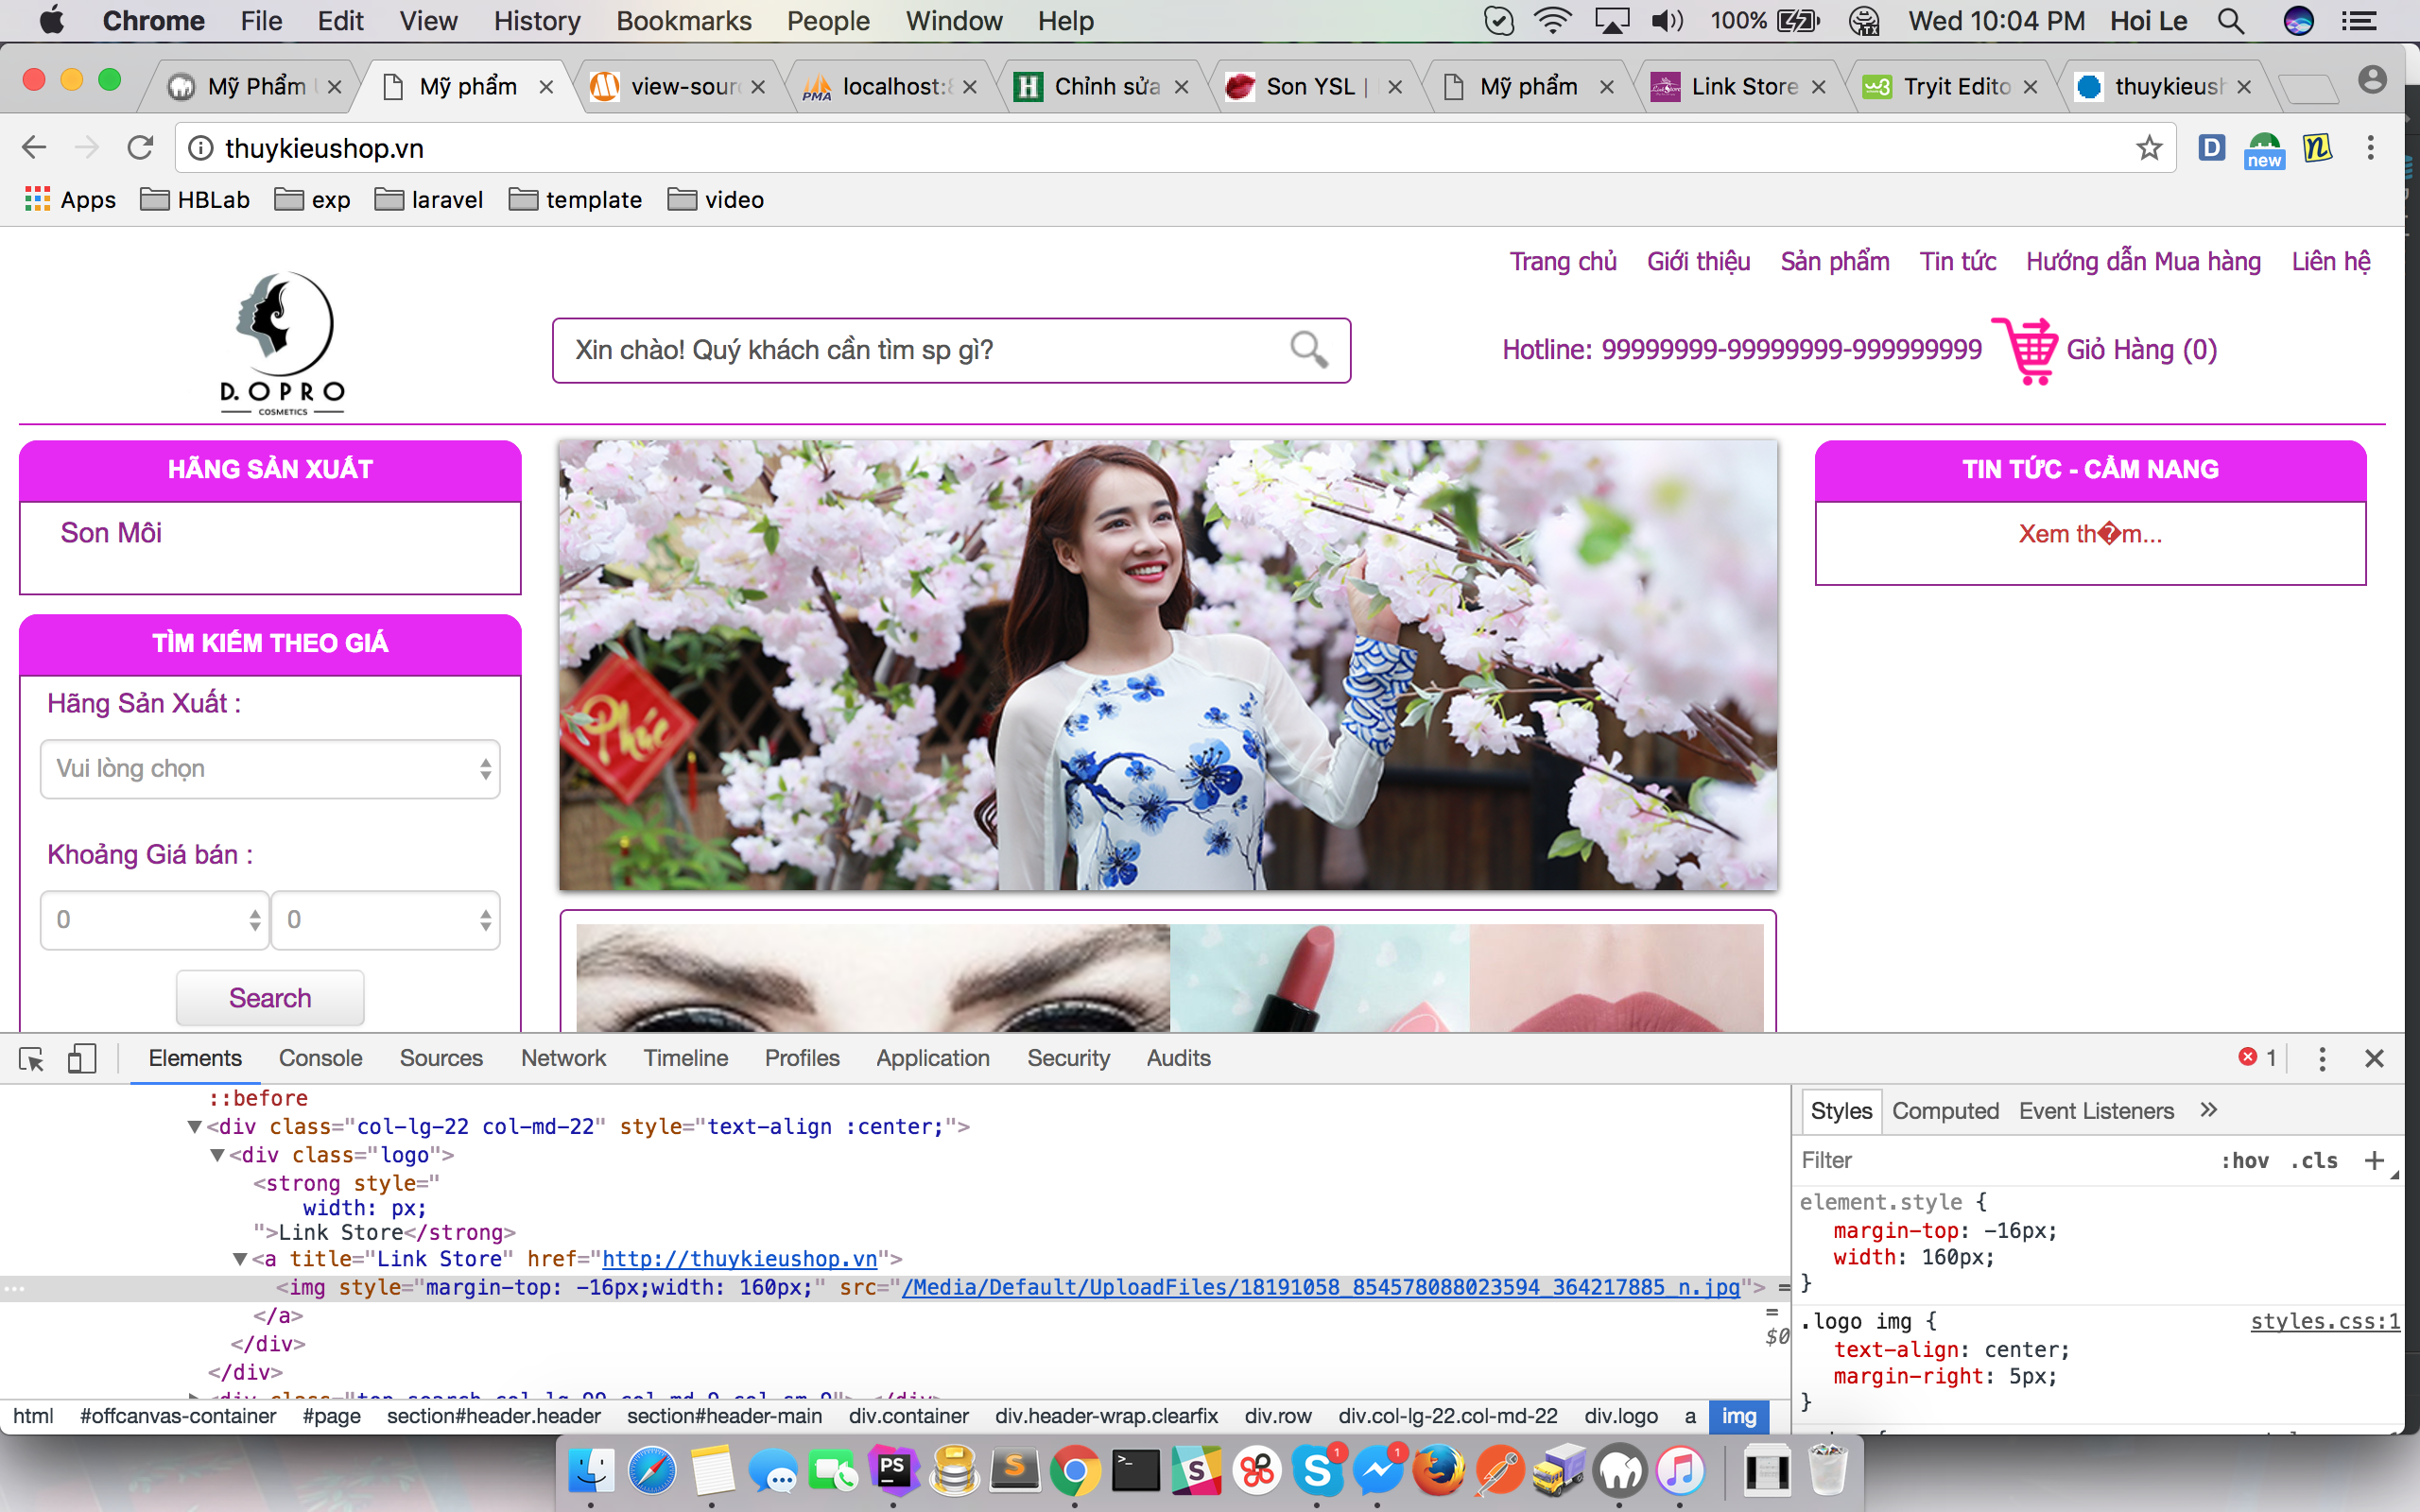 Chrome File Edit View History Bookmarks People Window Help 100% Wed 10:04 PM Hoi Le
Mỹ Phẩm Mỹ phẩm view-sour localhost:8 Chỉnh sửa Son YSL | Mỹ phẩm Link Store Tryit Edito thuykieush
thuykieushop.vn
new
Apps HBLab exp laravel template video
Trang chủ Giới thiệu Sản phẩm Tin tức Hướng dẫn Mua hàng Liên hệ
Xin chào! Quý khách cần tìm sp gì? Hotline: 99999999-99999999-999999999 Giỏ Hàng (0)
D. OPRO
COSMETICS
HÃNG SẢN XUẤT
Son Môi
TÌM KIẾM THEO GIÁ
Hãng Sản Xuất :
Vui lòng chọn
Khoảng Giá bán :
0 0
Search
Phúc
TIN TỨC - CẨM NANG
Xem th�m...
Elements Console Sources Network Timeline Profiles Application Security Audits 1
::before
<div class="col-lg-22 col-md-22" style="text-align :center;">
<div class="logo">
<strong style="
width: px;
">Link Store</strong>
<a title="Link Store" href="http://thuykieushop.vn">
<img style="margin-top: -16px;width: 160px;" src="/Media/Default/UploadFiles/18191058_854578088023594_364217885_n.jpg"> =
= $0
</a>
</div>
</div>
html #offcanvas-container #page section#header.header section#header-main div.container div.header-wrap.clearfix div.row div.col-lg-22.col-md-22 div.logo a img
Styles Computed Event Listeners »
Filter :hov .cls +
element.style {
margin-top: -16px;
width: 160px;
}
.logo img { styles.css:1
text-align: center;
margin-right: 5px;
}